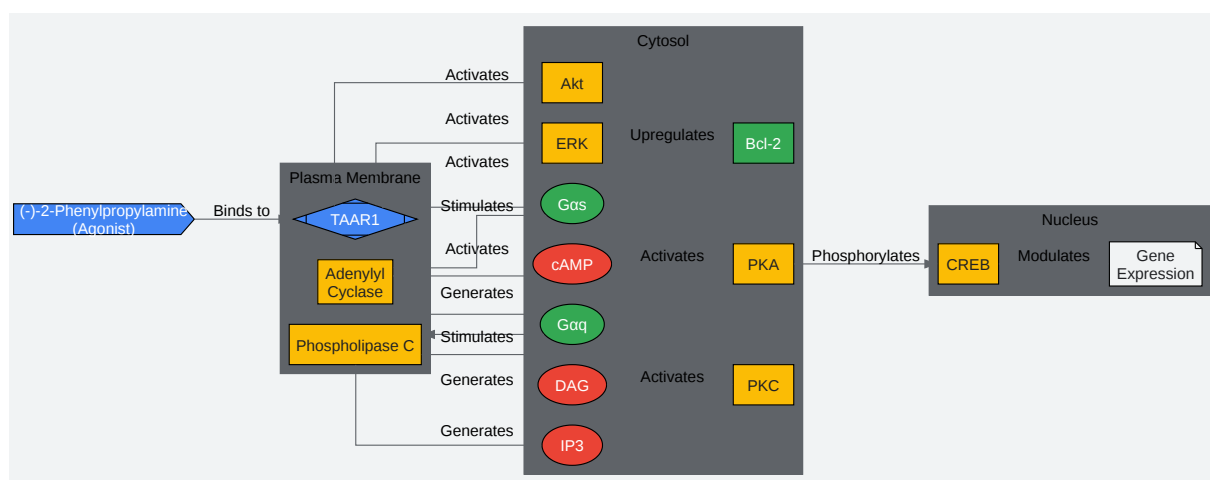 Cytosol
Activates
Akt
Activates
ERK
Upregulates
Bcl-2
Activates
Plasma Membrane
(-)-2-Phenylpropylamine
(Agonist)
Binds to
TAAR1
Stimulates
Gαs
Nucleus
Activates
Adenylyl
Cyclase
cAMP
Activates
PKA
Phosphorylates
CREB
Modulates
Gene
Expression
Generates
Gαq
Stimulates
Phospholipase C
Generates
DAG
Activates
PKC
Generates
IP3